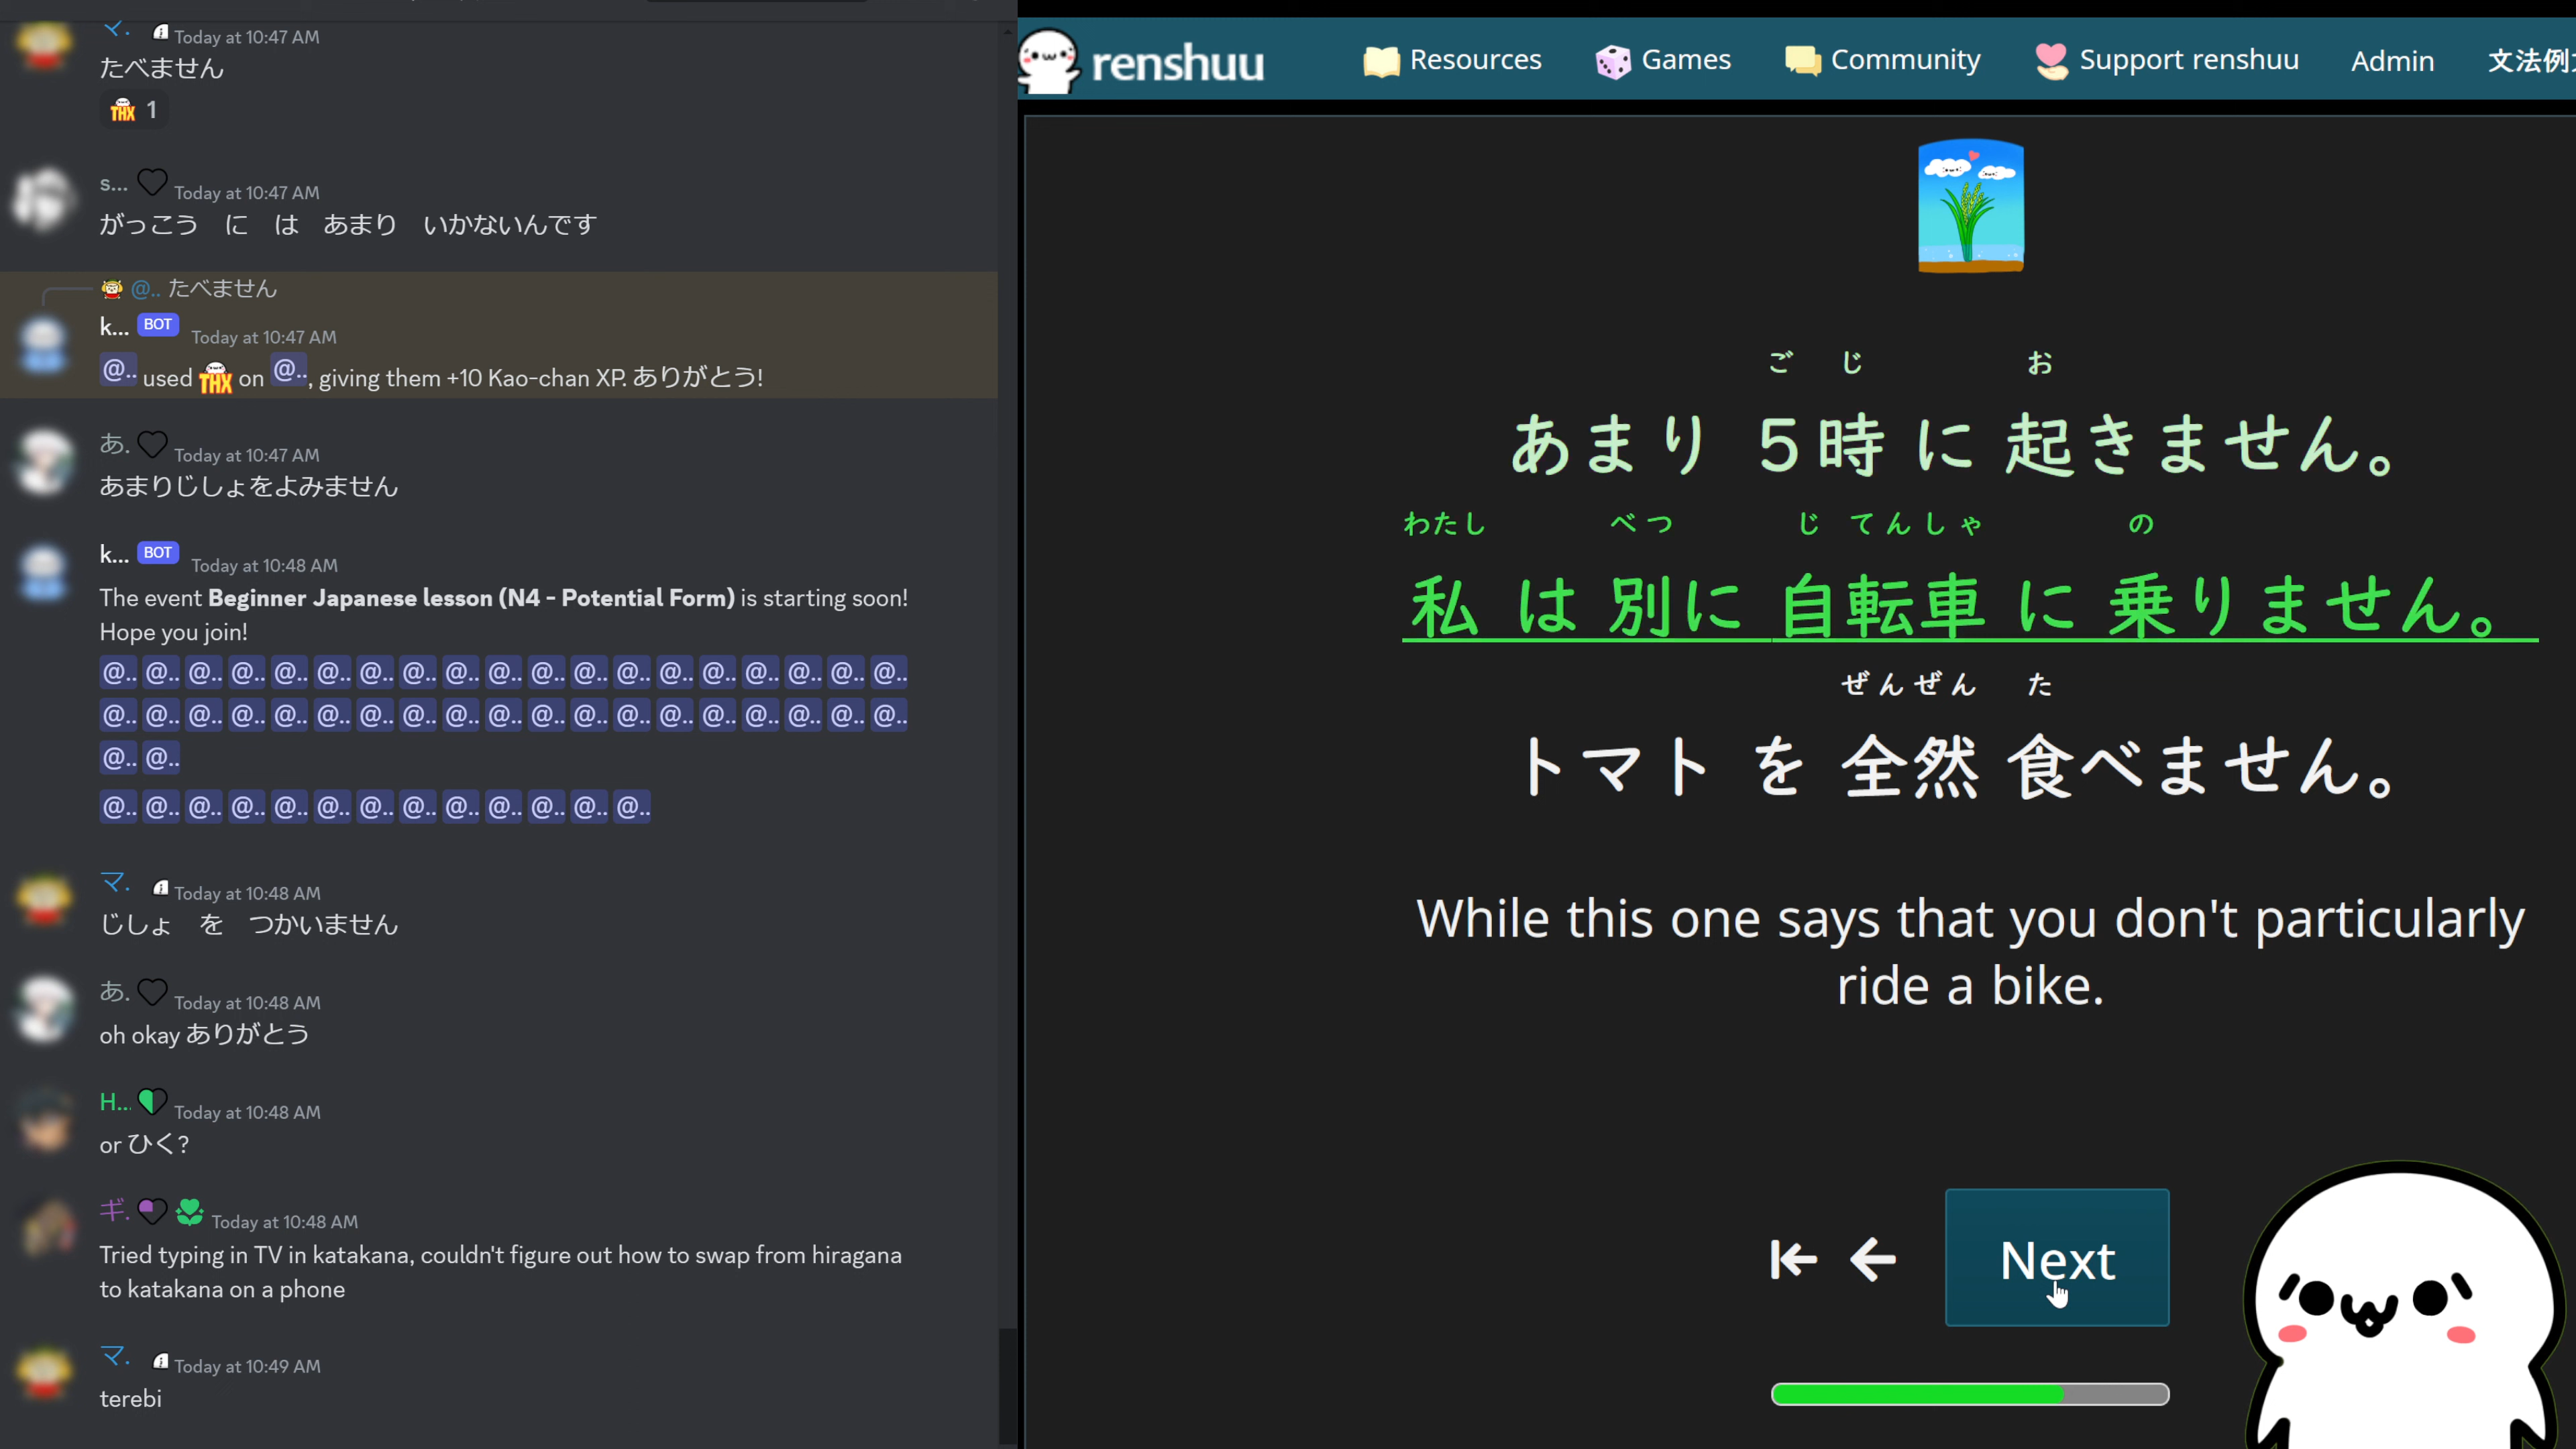 マ. Today at 10:47 AM
たべません
THX 1
s... Today at 10:47 AM
がっこう に は あまり いかないんです
@.. たべません
k... BOT Today at 10:47 AM
@.. used THX on @.., giving them +10 Kao-chan XP. ありがとう!
あ. Today at 10:47 AM
あまりじしょをよみません
k... BOT Today at 10:48 AM
The event Beginner Japanese lesson (N4 - Potential Form) is starting soon!
Hope you join!
@.. @.. @.. @.. @.. @.. @.. @.. @.. @.. @.. @.. @.. @.. @.. @.. @.. @.. @..
@.. @.. @.. @.. @.. @.. @.. @.. @.. @.. @.. @.. @.. @.. @.. @.. @.. @.. @..
@.. @..
@.. @.. @.. @.. @.. @.. @.. @.. @.. @.. @.. @.. @..
マ. Today at 10:48 AM
じしょ を つかいません
あ. Today at 10:48 AM
oh okay ありがとう
H... Today at 10:48 AM
or ひく?
ギ. Today at 10:48 AM
Tried typing in TV in katakana, couldn't figure out how to swap from hiragana
to katakana on a phone
マ. Today at 10:49 AM
terebi
renshuu Resources Games Community Support renshuu Admin 文法例
ご じ お
あまり 5時 に 起きません。
わたし べつ じ てんしゃ の
私 は 別に 自転車 に 乗りません。
ぜんぜん た
トマト を 全然 食べません。
While this one says that you don't particularly
ride a bike.
Next